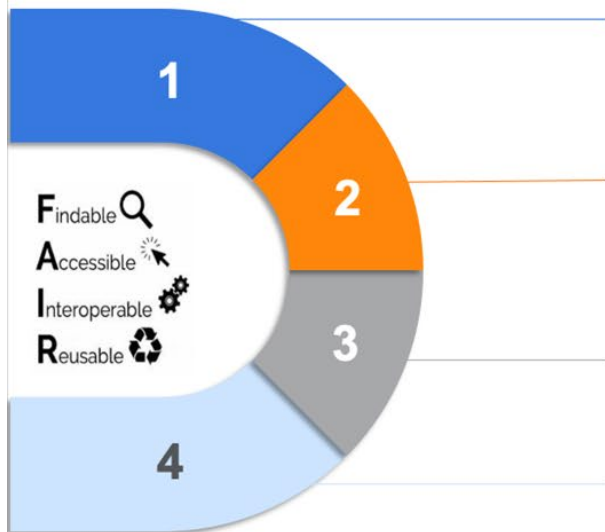 1
2
Findable
Accessible
Interoperable
Reusable
3
4